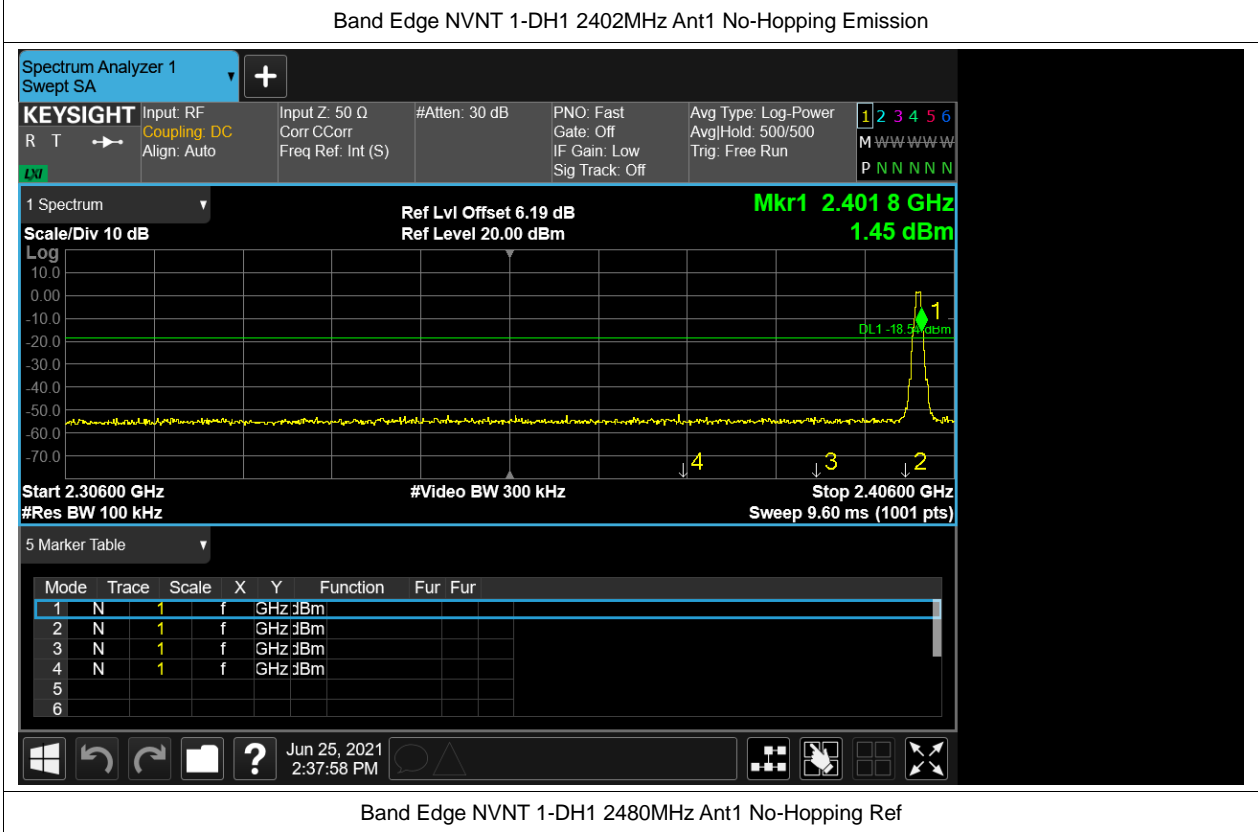 Band Edge NVNT 1-DH1 2402MHz Ant1 No-Hopping Emission
Spectrum Analyzer 1
Swept SA
KEYSIGHT
R T
LXI
Input: RF
Coupling: DC
Align: Auto
Input Z: 50 Ω
Corr CCorr
Freq Ref: Int (S)
#Atten: 30 dB
PNO: Fast
Gate: Off
IF Gain: Low
Sig Track: Off
Avg Type: Log-Power
Avg|Hold: 500/500
Trig: Free Run
1 2 3 4 5 6
M W W W W W W
P N N N N N
1 Spectrum
Scale/Div 10 dB
Ref Lvl Offset 6.19 dB
Ref Level 20.00 dBm
Mkr1 2.401 8 GHz
1.45 dBm
Log
10.0
0.00
-10.0
-20.0
-30.0
-40.0
-50.0
-60.0
-70.0
1
DL1 -18.5 dBm
4
3
2
Start 2.30600 GHz
#Video BW 300 kHz
Stop 2.40600 GHz
#Res BW 100 kHz
Sweep 9.60 ms (1001 pts)
5 Marker Table
Mode Trace Scale X Y Function Fur Fur
1 N 1 f GHz dBm
2 N 1 f GHz dBm
3 N 1 f GHz dBm
4 N 1 f GHz dBm
5
6
?
Jun 25, 2021
2:37:58 PM
Band Edge NVNT 1-DH1 2480MHz Ant1 No-Hopping Ref